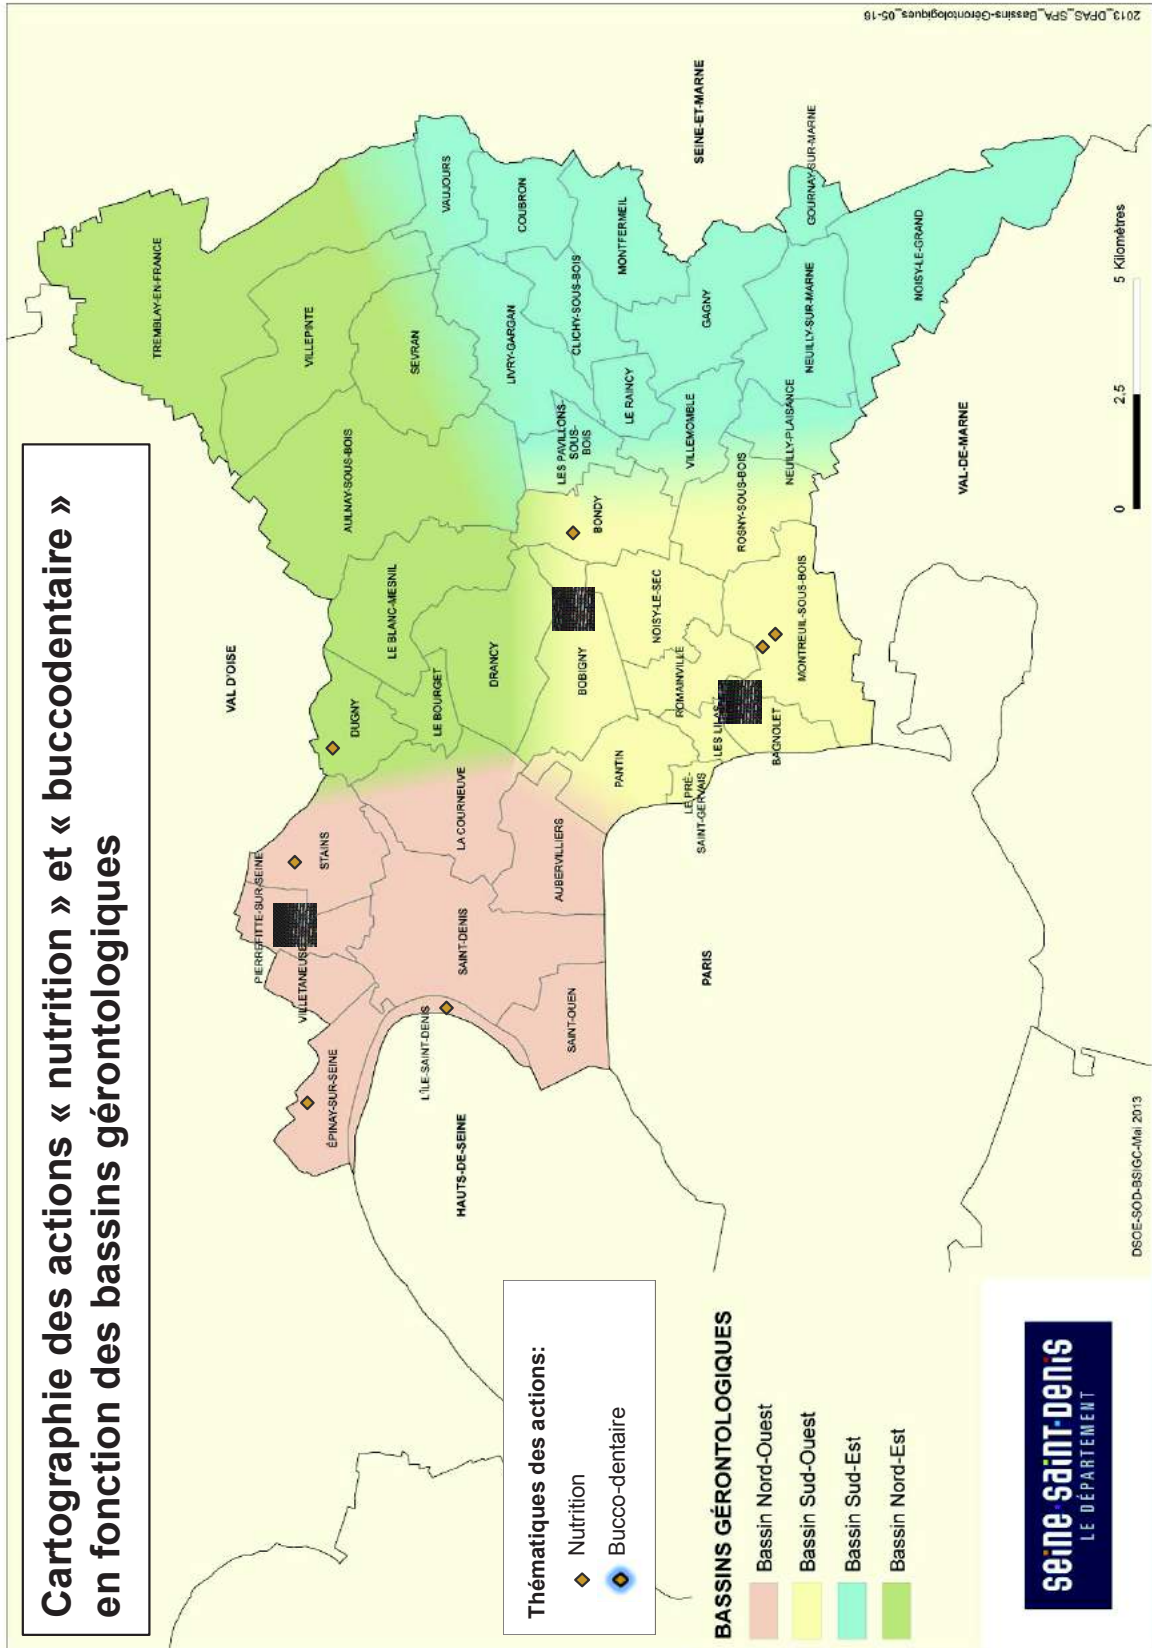 Cartographie des actions « nutrition » et « buccodentaire »
en fonction des bassins gérontologiques
VAL D'OISE
TREMBLAY-EN-FRANCE
VILLEPINTE
AULNAY-SOUS-BOIS
SEVRAN
LE BLANC-MESNIL
DUGNY
LE BOURGET
DRANCY
PIERREFITTE-SUR-SEINE
STAINS
VILLETANEUSE
ÉPINAY-SUR-SEINE
L'ÎLE-SAINT-DENIS
SAINT-DENIS
LA COURNEUVE
AUBERVILLIERS
SAINT-OUEN
HAUTS-DE-SEINE
VAUJOURS
COUBRON
LIVRY-GARGAN
CLICHY-SOUS-BOIS
MONTFERMEIL
LES PAVILLONS-
SOUS-
BOIS
LE RAINCY
GAGNY
VILLEMOMBLE
NEUILLY-PLAISANCE
NEUILLY-SUR-MARNE
GOURNAY-SUR-MARNE
NOISY-LE-GRAND
SEINE-ET-MARNE
BONDY
BOBIGNY
NOISY-LE-SEC
ROSNY-SOUS-BOIS
ROMAINVILLE
PANTIN
LES LILAS
LE PRÉ-
SAINT-GERVAIS
BAGNOLET
MONTREUIL-SOUS-BOIS
PARIS
VAL-DE-MARNE
Thématiques des actions:
Nutrition
Bucco-dentaire
BASSINS GÉRONTOLOGIQUES
Bassin Nord-Ouest
Bassin Sud-Ouest
Bassin Sud-Est
Bassin Nord-Est
seine-saint-denis
LE DÉPARTEMENT
DSOE-SOD-BSIGC-Mai 2013
0 2,5 5 Kilomètres
2013_DPAS_SPA_Bassins-Gérontologiques_05-16